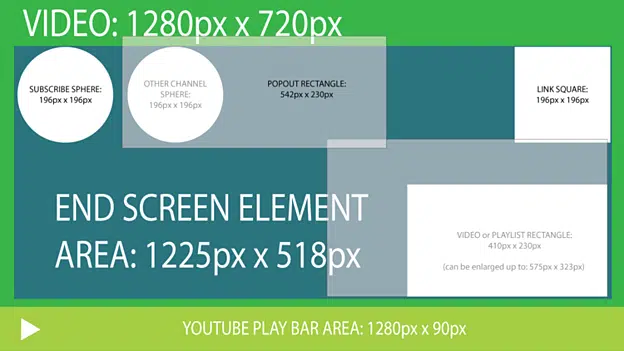 VIDEO: 1280px x 720px
SUBSCRIBE SPHERE:
196px x 196px
OTHER CHANNEL
SPHERE:
196px x 196px
POPOUT RECTANGLE:
542px x 230px
LINK SQUARE:
196px x 196px
END SCREEN ELEMENT
AREA: 1225px x 518px
VIDEO or PLAYLIST RECTANGLE:
410px x 230px
(can be enlarged up to: 575px x 323px)
YOUTUBE PLAY BAR AREA: 1280px x 90px